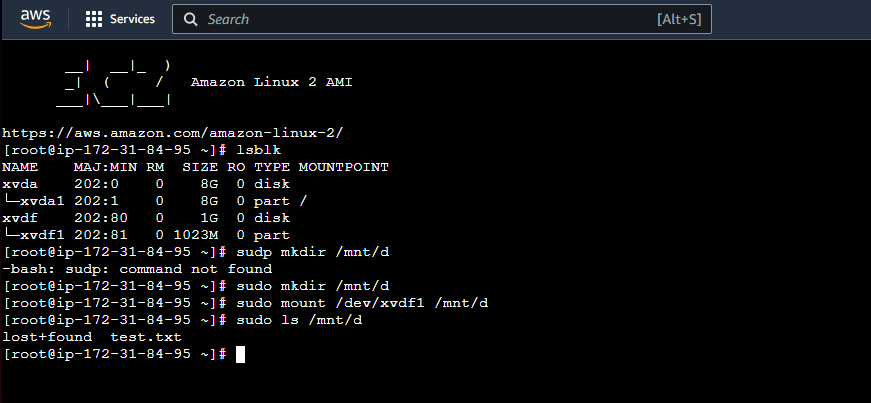 aws Services Search [Alt+S]
__|  __|_  )
_|  (     /   Amazon Linux 2 AMI
___|\___|___|
https://aws.amazon.com/amazon-linux-2/
[root@ip-172-31-84-95 ~]# lsblk
NAME    MAJ:MIN RM  SIZE RO TYPE MOUNTPOINT
xvda    202:0    0    8G  0 disk
└─xvda1 202:1    0    8G  0 part /
xvdf    202:80   0    1G  0 disk
└─xvdf1 202:81   0 1023M  0 part
[root@ip-172-31-84-95 ~]# sudp mkdir /mnt/d
-bash: sudp: command not found
[root@ip-172-31-84-95 ~]# sudo mkdir /mnt/d
[root@ip-172-31-84-95 ~]# sudo mount /dev/xvdf1 /mnt/d
[root@ip-172-31-84-95 ~]# sudo ls /mnt/d
lost+found  test.txt
[root@ip-172-31-84-95 ~]#